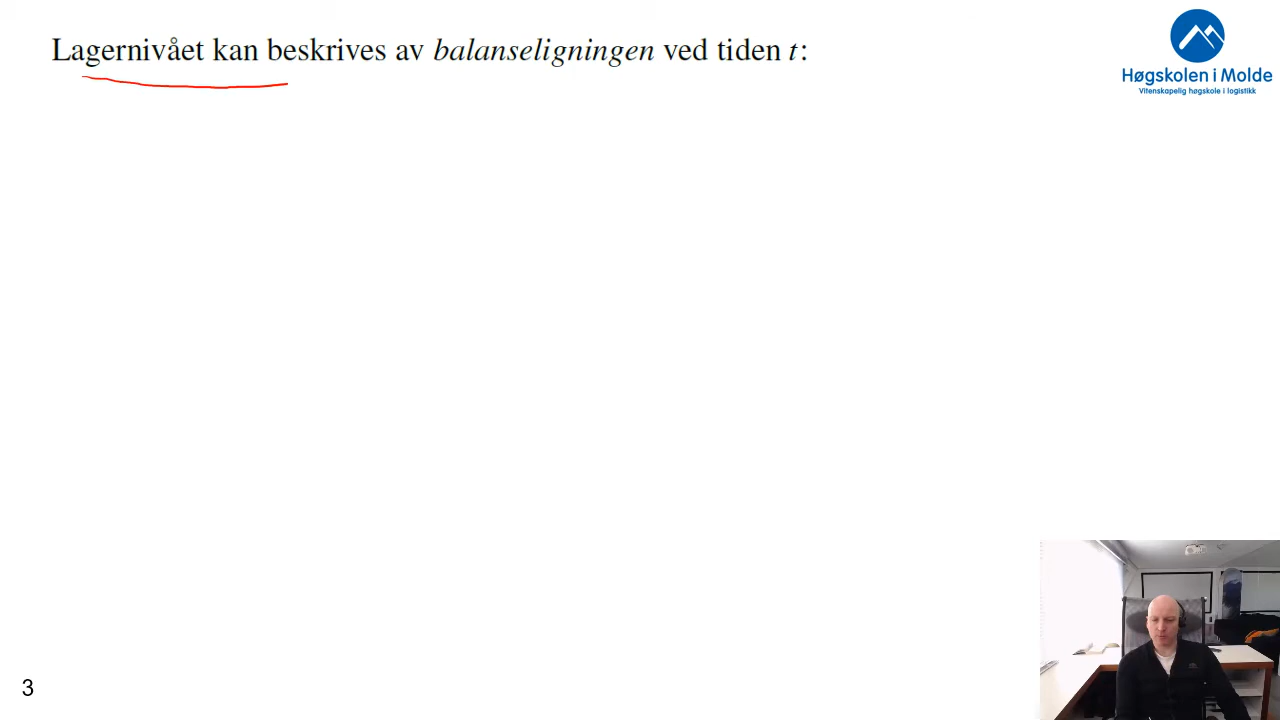 Lagernivået kan beskrives av balanseligningen ved tiden t:
Høgskolen i Molde
Vitenskapelig høgskole i logistikk
3